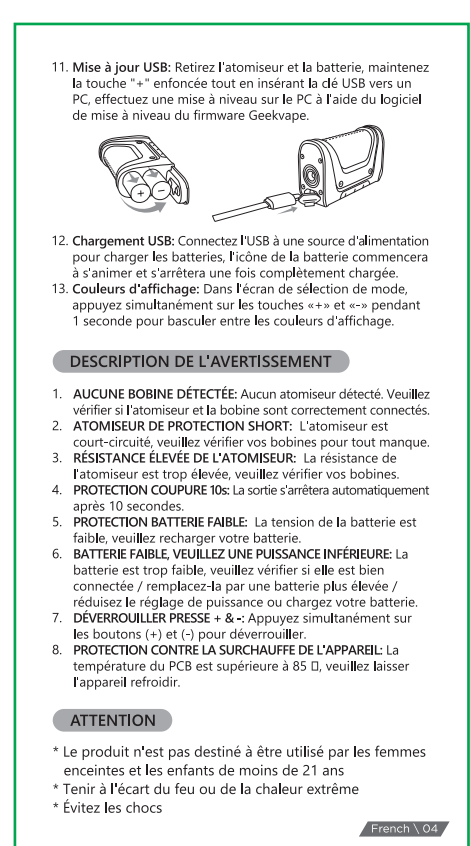 11. Mise à jour USB: Retirez l'atomiseur et la batterie, maintenez
la touche "+" enfoncée tout en insérant la clé USB vers un
PC, effectuez une mise à niveau sur le PC à l'aide du logiciel
de mise à niveau du firmware Geekvape.
+ −
12. Chargement USB: Connectez l'USB à une source d'alimentation
pour charger les batteries, l'icône de la batterie commencera
à s'animer et s'arrêtera une fois complètement chargée.
13. Couleurs d'affichage: Dans l'écran de sélection de mode,
appuyez simultanément sur les touches «+» et «-» pendant
1 seconde pour basculer entre les couleurs d'affichage.
DESCRIPTION DE L'AVERTISSEMENT
1. AUCUNE BOBINE DÉTECTÉE: Aucun atomiseur détecté. Veuillez
vérifier si l'atomiseur et la bobine sont correctement connectés.
2. ATOMISEUR DE PROTECTION SHORT: L'atomiseur est
court-circuité, veuillez vérifier vos bobines pour tout manque.
3. RÉSISTANCE ÉLEVÉE DE L'ATOMISEUR: La résistance de
l'atomiseur est trop élevée, veuillez vérifier vos bobines.
4. PROTECTION COUPURE 10s: La sortie s'arrêtera automatiquement
après 10 secondes.
5. PROTECTION BATTERIE FAIBLE: La tension de la batterie est
faible, veuillez recharger votre batterie.
6. BATTERIE FAIBLE, VEUILLEZ UNE PUISSANCE INFÉRIEURE: La
batterie est trop faible, veuillez vérifier si elle est bien
connectée / remplacez-la par une batterie plus élevée /
réduisez le réglage de puissance ou chargez votre batterie.
7. DÉVERROUILLER PRESSE + & -: Appuyez simultanément sur
les boutons (+) et (-) pour déverrouiller.
8. PROTECTION CONTRE LA SURCHAUFFE DE L'APPAREIL: La
température du PCB est supérieure à 85 ▯, veuillez laisser
l'appareil refroidir.
ATTENTION
* Le produit n'est pas destiné à être utilisé par les femmes
enceintes et les enfants de moins de 21 ans
* Tenir à l'écart du feu ou de la chaleur extrême
* Évitez les chocs
French \ 04